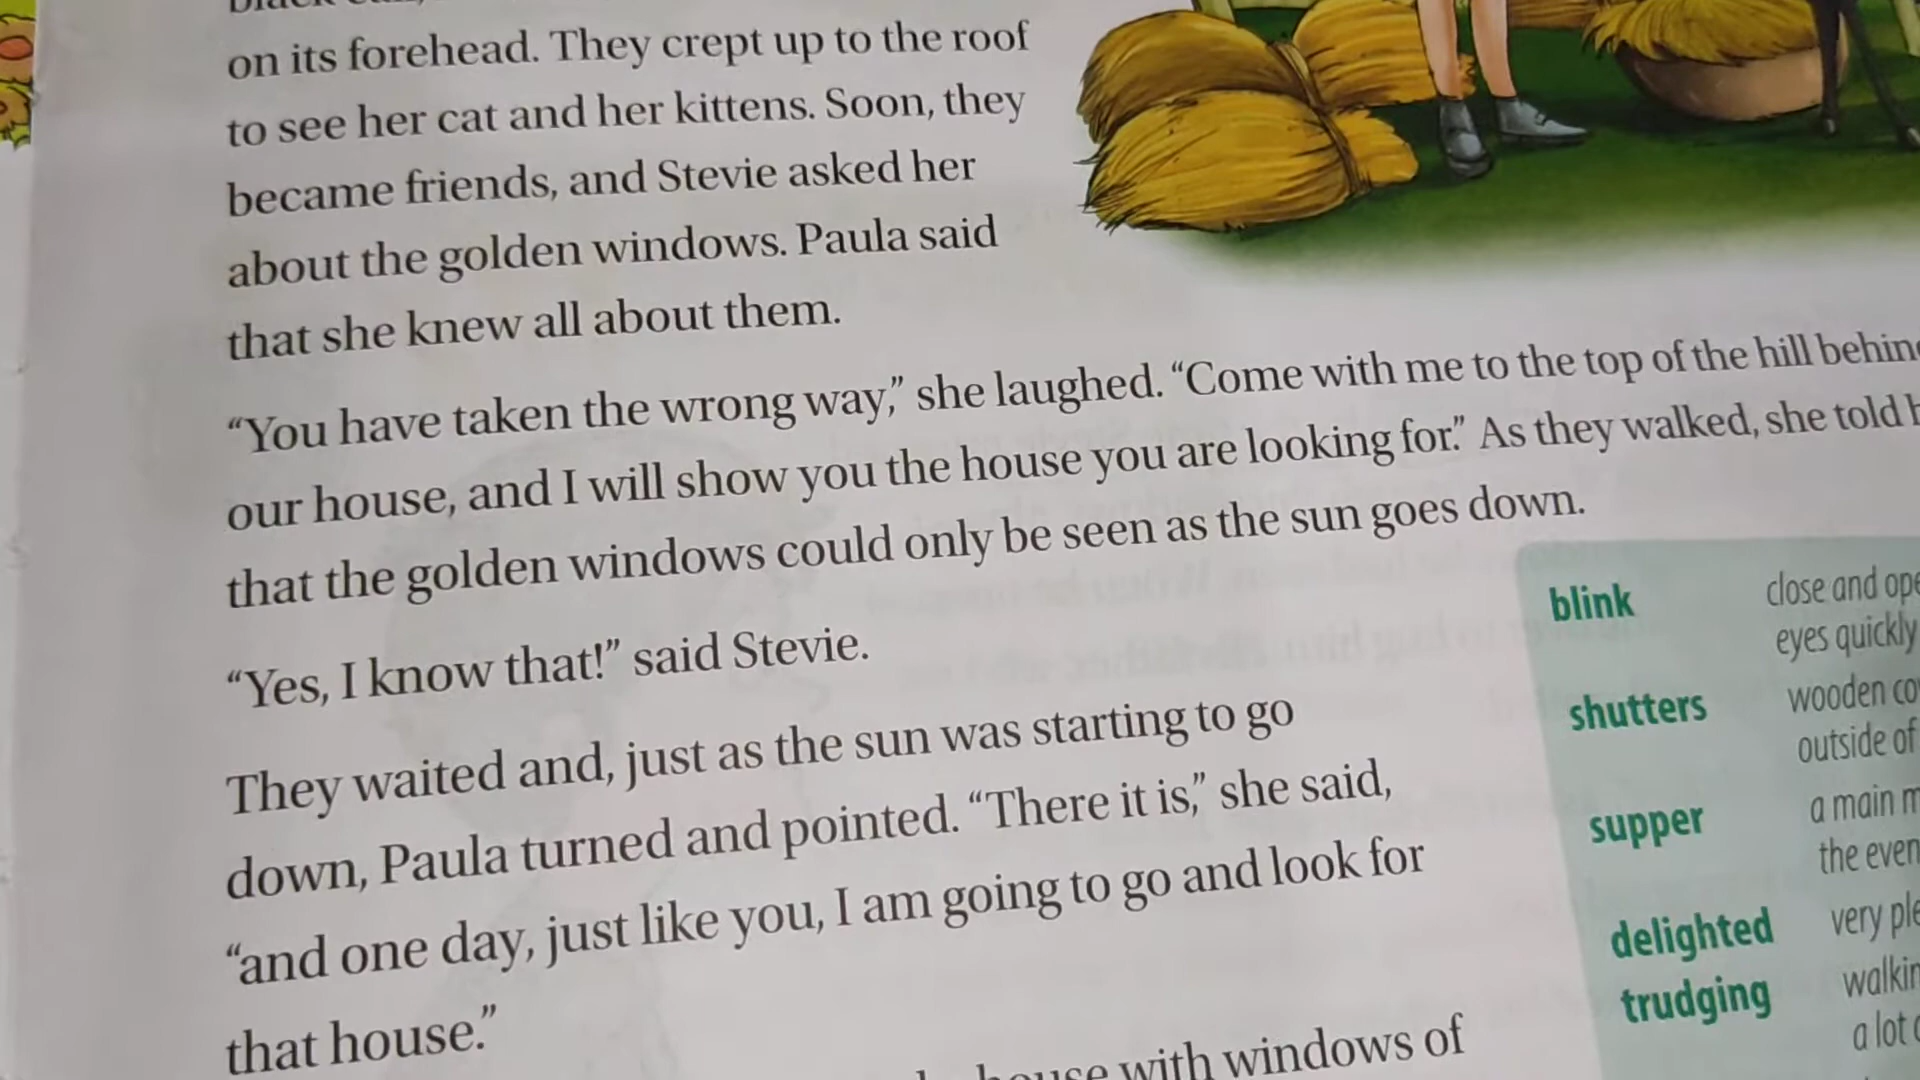 on its forehead. They crept up to the roof
to see her cat and her kittens. Soon, they
became friends, and Stevie asked her
about the golden windows. Paula said
that she knew all about them.
“You have taken the wrong way,” she laughed. “Come with me to the top of the hill
our house, and I will show you the house you are looking for.” As they walked, she told
that the golden windows could only be seen as the sun goes down.
“Yes, I know that!” said Stevie.
They waited and, just as the sun was starting to go
down, Paula turned and pointed. “There it is,” she said,
“and one day, just like you, I am going to go and look for
that house.”
house with windows of
blink close and
eyes quickly
shutters wooden
outside of
supper a main
the
delighted very
trudging
a lot